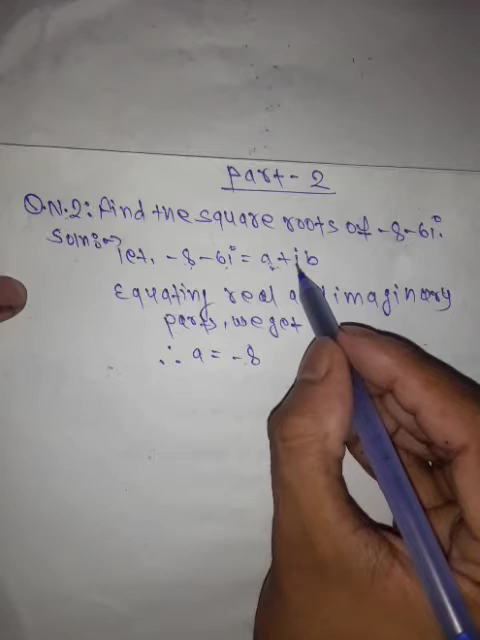 Part-2
Q.N.2: Find the square roots of -8-6i.
Soln:→
let, -8-6i = a+ib
Equating real imaginary
parts, we get
∴ a = -8